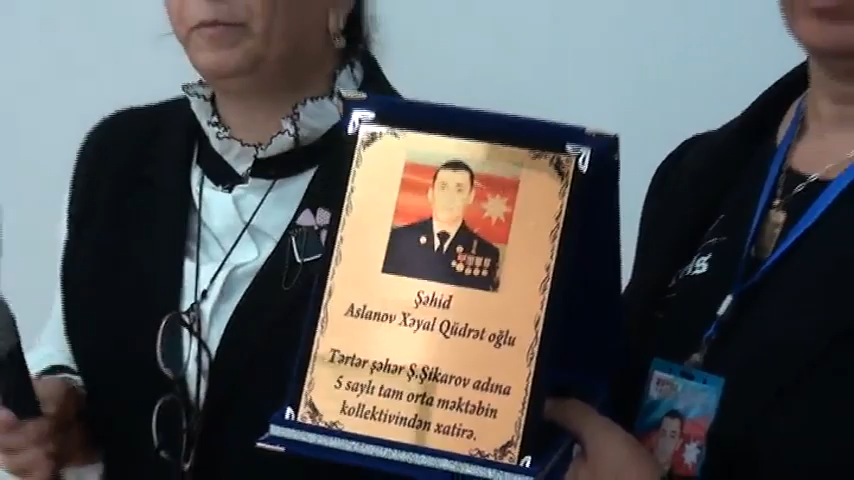 Şəhid
Aslanov Xəyal Qüdrət oğlu
Tərtər şəhər Ş.Şikarov adına
5 saylı tam orta məktəbin
kollektivindən xatirə.